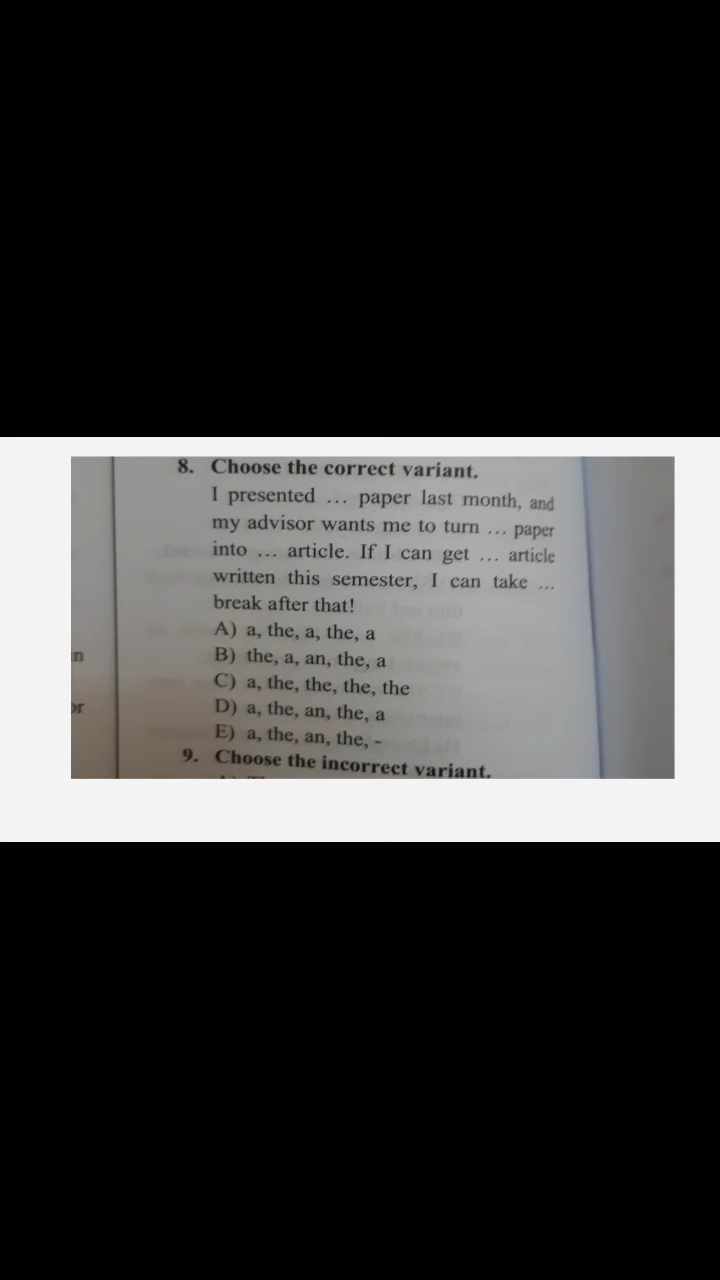 8. Choose the correct variant.
I presented ... paper last month, and
my advisor wants me to turn ... paper
into ... article. If I can get ... article
written this semester, I can take ...
break after that!
A) a, the, a, the, a
n
B) the, a, an, the, a
C) a, the, the, the, the
or
D) a, the, an, the, a
E) a, the, an, the, -
9. Choose the incorrect variant.